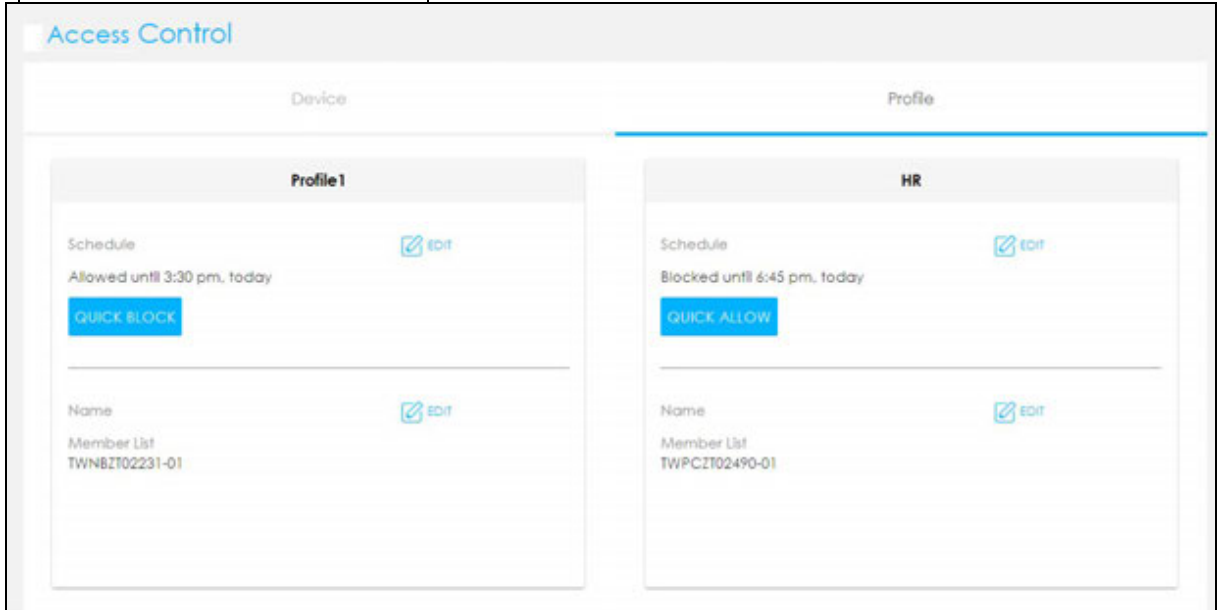 Access Control
Device
Profile
Profile1
Schedule
EDIT
Allowed until 3:30 pm, today
QUICK BLOCK
Name
EDIT
Member List
TWNBZT02231-01
HR
Schedule
EDIT
Blocked until 6:45 pm, today
QUICK ALLOW
Name
EDIT
Member List
TWPCZT02490-01